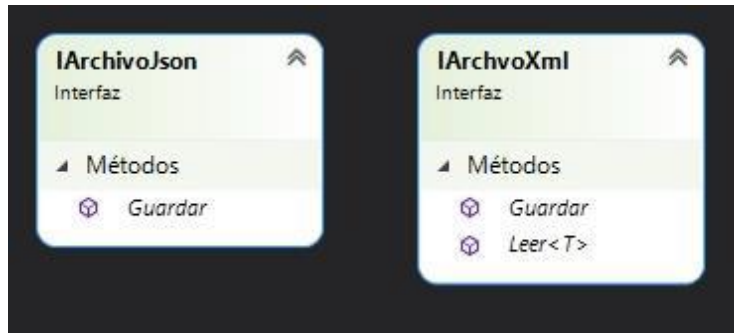 IArchivoJson
Interfaz
Métodos
Guardar
IArchvoXml
Interfaz
Métodos
Guardar
Leer<T>